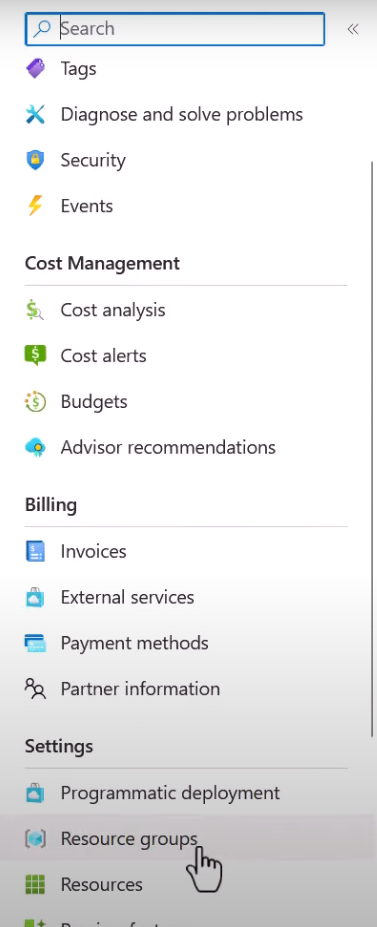 Search
Tags
Diagnose and solve problems
Security
Events
Cost Management
Cost analysis
Cost alerts
Budgets
Advisor recommendations
Billing
Invoices
External services
Payment methods
Partner information
Settings
Programmatic deployment
Resource groups
Resources